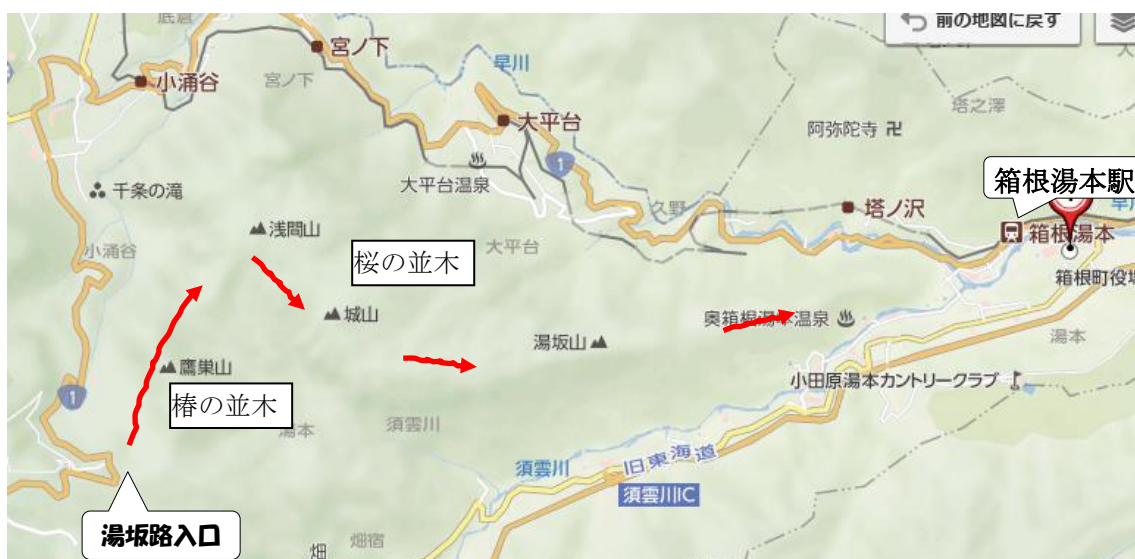 底倉
前の地図に戻す
宮ノ下
早川
小涌谷
宮ノ下
塔之澤
大平台
阿弥陀寺 卍
1
大平台温泉
千条の滝
箱根湯本駅
久野
塔ノ沢
早川
浅間山
箱根湯本
小涌谷
桜の並木
大平台
箱根町役場
城山
奥箱根湯本温泉
湯坂山
湯本
鷹巣山
小田原湯本カントリークラブ
1
椿の並木
湯本
須雲川
須雲川
旧東海道
須雲川IC
湯坂路入口
畑
畑宿